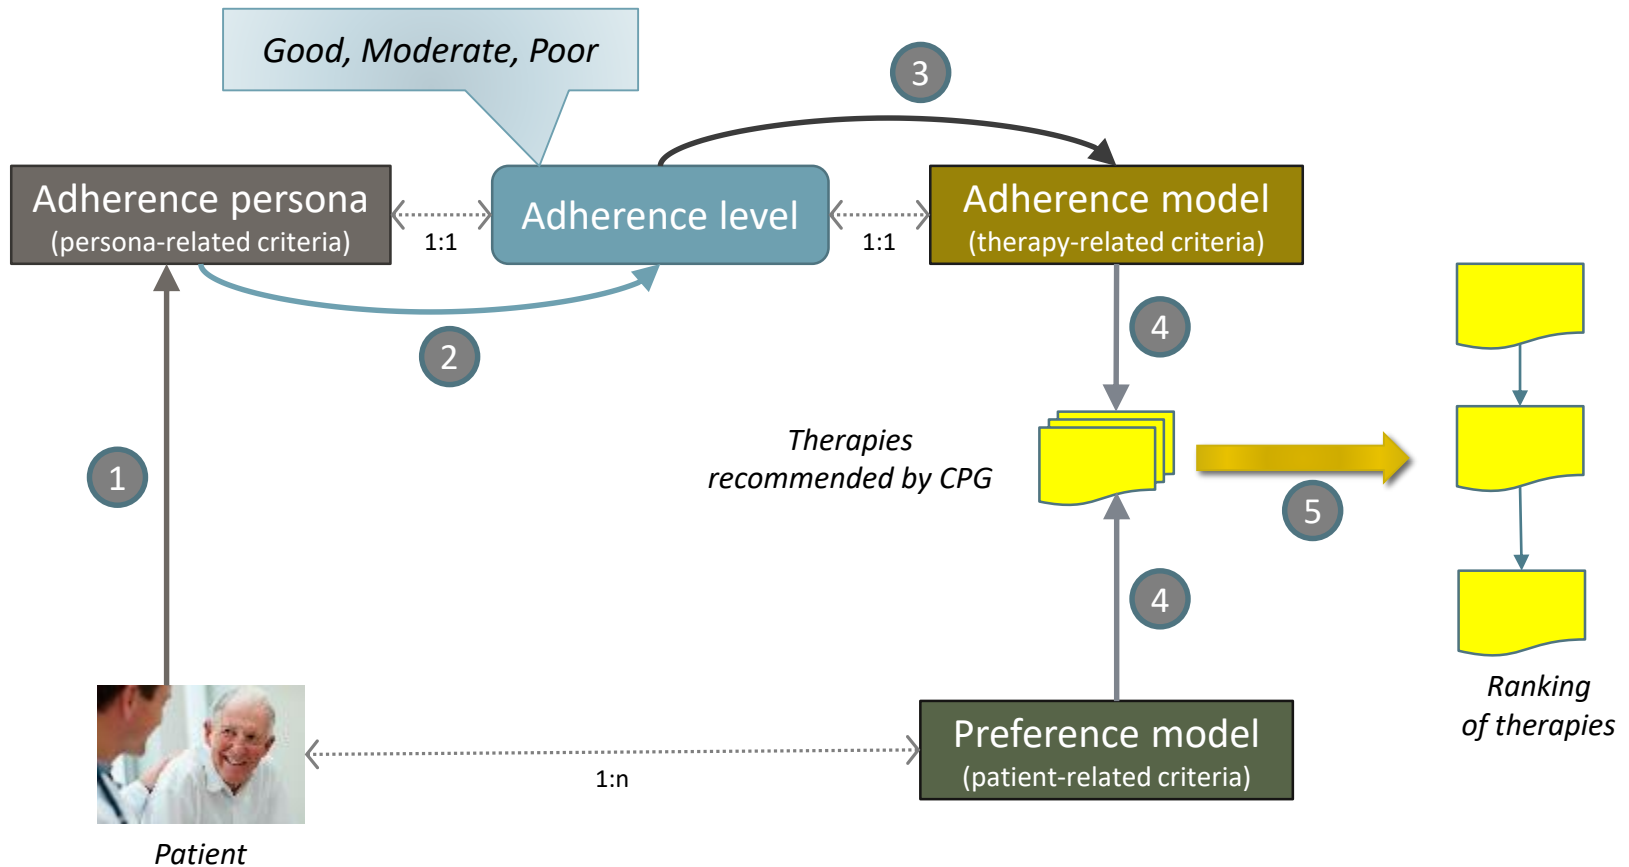 Good, Moderate, Poor
3
Adherence persona
(persona-related criteria)
1:1
Adherence level
1:1
Adherence model
(therapy-related criteria)
2
4
1
Therapies
recommended by CPG
5
4
Ranking
of therapies
Preference model
(patient-related criteria)
1:n
Patient